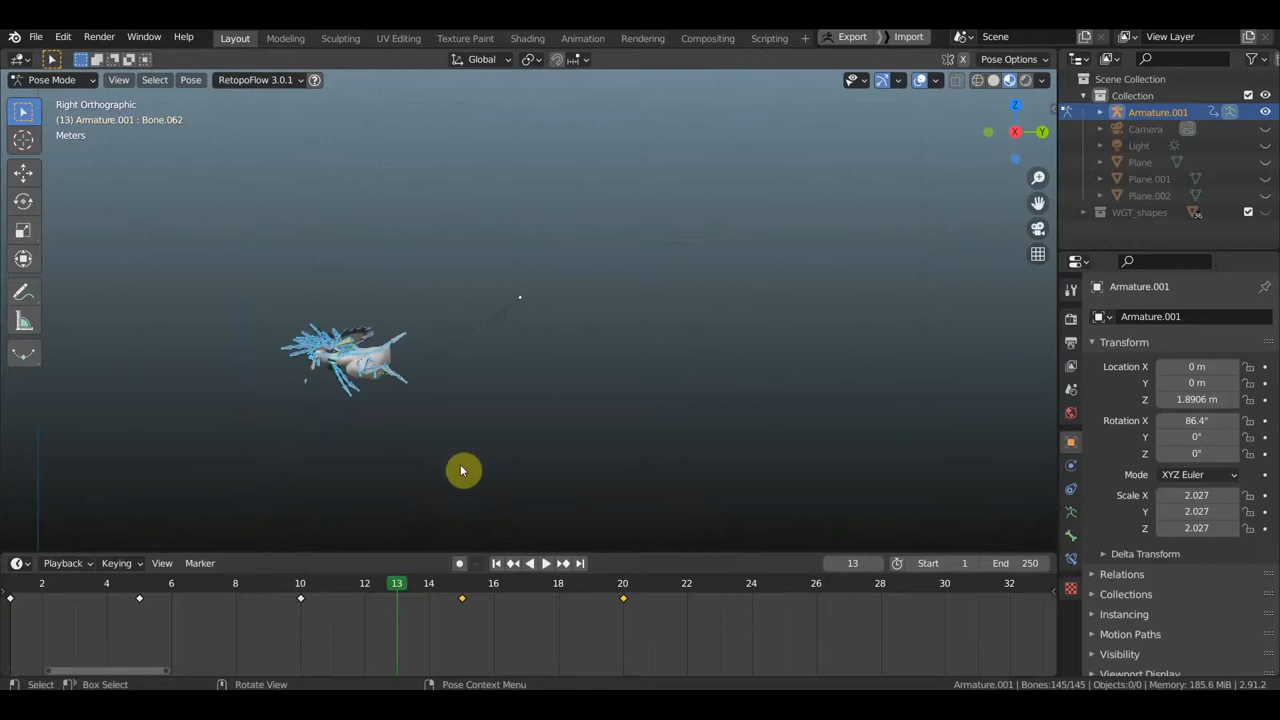 File Edit Render Window Help Layout Modeling Sculpting UV Editing Texture Paint Shading Animation Rendering Compositing Scripting + Export Import Scene View Layer
Global X Pose Options
Pose Mode View Select Pose RetopoFlow 3.0.1
Right Orthographic
(13) Armature.001 : Bone.062
Meters
Z
X
Y
Scene Collection
Collection
Armature.001
Camera
Light
Plane
Plane.001
Plane.002
WGT_shapes 36
Armature.001
Armature.001
Transform
Location X 0 m
Y 0 m
Z 1.8906 m
Rotation X 86.4°
Y 0°
Z 0°
Mode XYZ Euler
Scale X 2.027
Y 2.027
Z 2.027
Delta Transform
Relations
Collections
Instancing
Motion Paths
Visibility
Viewport Display
Playback Keying View Marker 13 Start 1 End 250
2 4 6 8 10 12 13 14 16 18 20 22 24 26 28 30 32
Select Box Select Rotate View Pose Context Menu Armature.001 | Bones:145/145 | Objects:0/0 | Memory: 185.6 MiB | 2.91.2